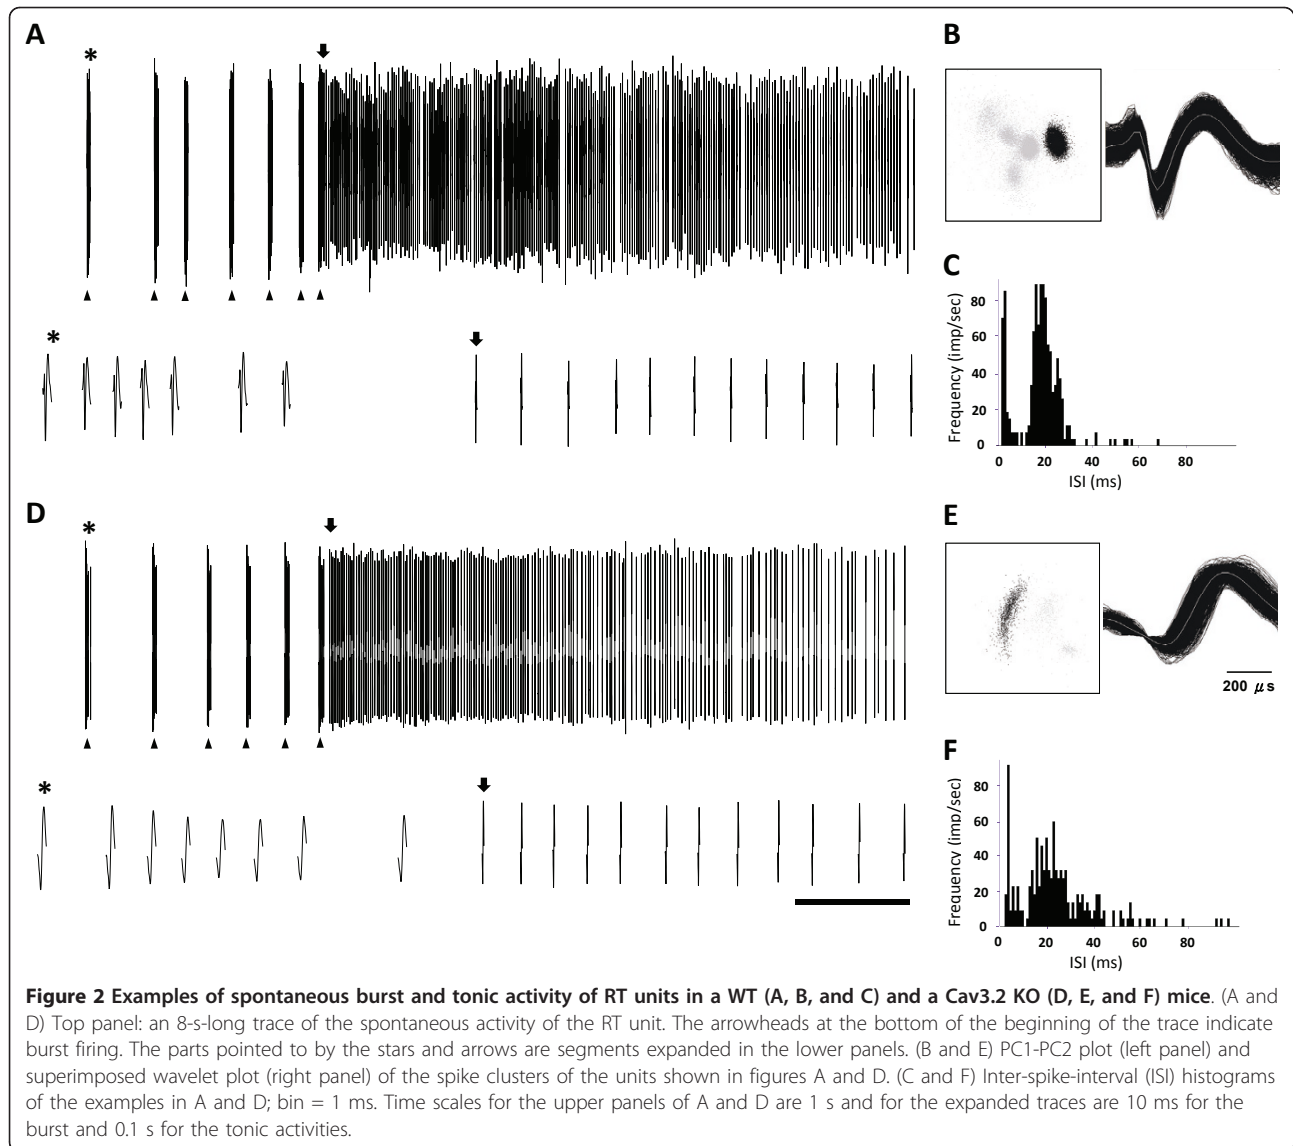 A
*
B
C
Frequency (imp/sec)
80
60
40
20
0
0 20 40 60 80
ISI (ms)
*
D
*
E
200 μs
F
Frequency (imp/sec)
80
60
40
20
0
0 20 40 60 80
ISI (ms)
*
Figure 2 Examples of spontaneous burst and tonic activity of RT units in a WT (A, B, and C) and a Cav3.2 KO (D, E, and F) mice. (A and
D) Top panel: an 8-s-long trace of the spontaneous activity of the RT unit. The arrowheads at the bottom of the beginning of the trace indicate
burst firing. The parts pointed to by the stars and arrows are segments expanded in the lower panels. (B and E) PC1-PC2 plot (left panel) and
superimposed wavelet plot (right panel) of the spike clusters of the units shown in figures A and D. (C and F) Inter-spike-interval (ISI) histograms
of the examples in A and D; bin = 1 ms. Time scales for the upper panels of A and D are 1 s and for the expanded traces are 10 ms for the
burst and 0.1 s for the tonic activities.